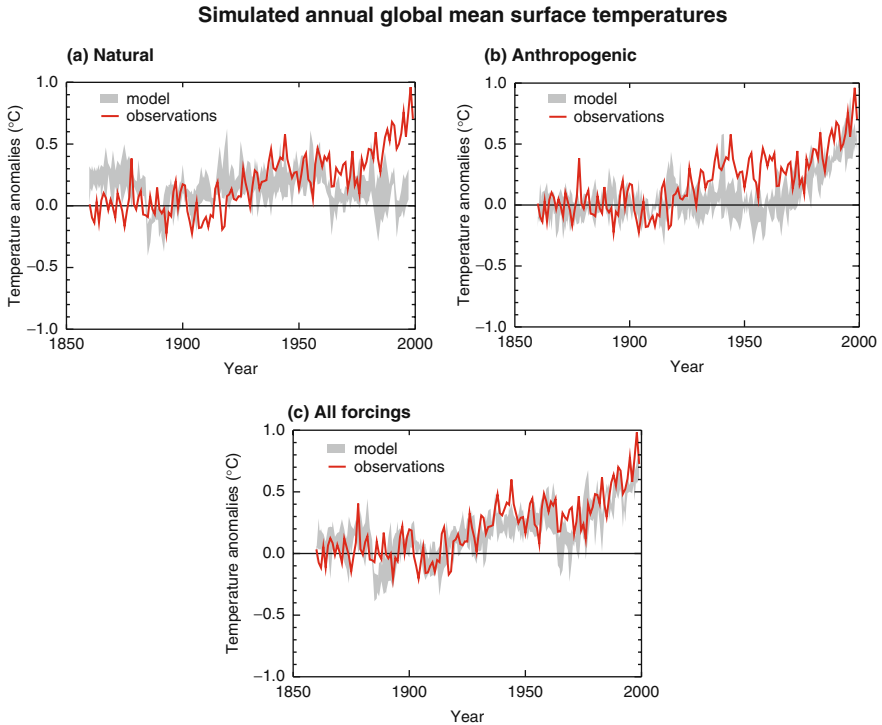 Simulated annual global mean surface temperatures
(a) Natural
Temperature anomalies (°C)
1.0
0.5
0.0
−0.5
−1.0
model
observations
1850
1900
1950
2000
Year
(b) Anthropogenic
Temperature anomalies (°C)
1.0
0.5
0.0
−0.5
−1.0
model
observations
1850
1900
1950
2000
Year
(c) All forcings
Temperature anomalies (°C)
1.0
0.5
0.0
−0.5
−1.0
model
observations
1850
1900
1950
2000
Year